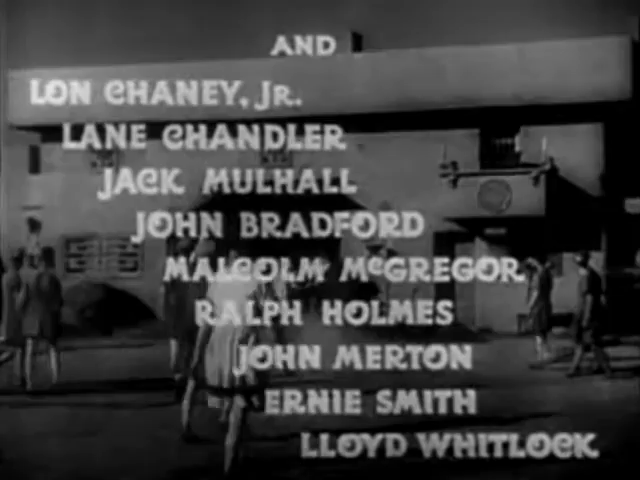 AND
LON CHANEY, JR.
LANE CHANDLER
JACK MULHALL
JOHN BRADFORD
MALCOLM McGREGOR
RALPH HOLMES
JOHN MERTON
ERNIE SMITH
LLOYD WHITLOCK